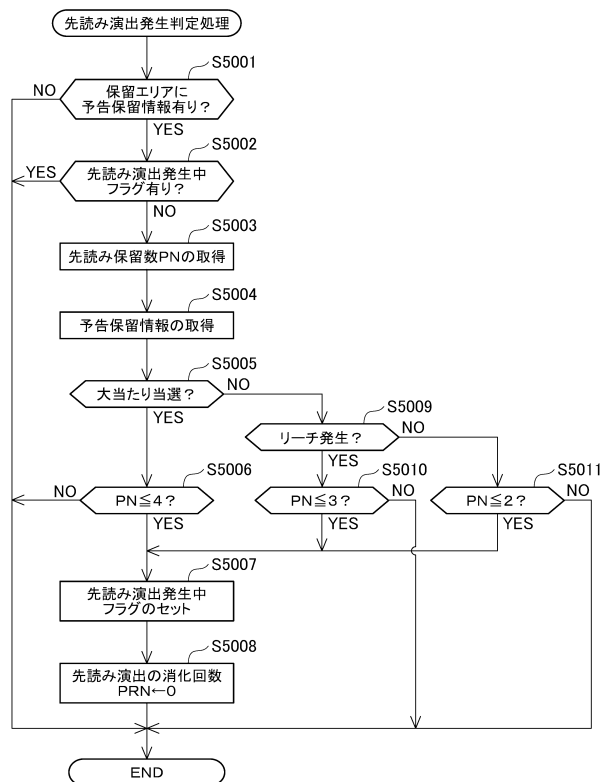 先読み演出発生判定処理
S5001
保留エリアに
予告保留情報有り？
NO
YES
S5002
先読み演出発生中
フラグ有り？
YES
NO
S5003
先読み保留数PNの取得
S5004
予告保留情報の取得
S5005
大当たり当選？
NO
YES
S5009
リーチ発生？
NO
YES
S5006
PN≦4？
NO
YES
S5010
PN≦3？
NO
YES
S5011
PN≦2？
NO
YES
S5007
先読み演出発生中
フラグのセット
S5008
先読み演出の消化回数
PRN←0
END